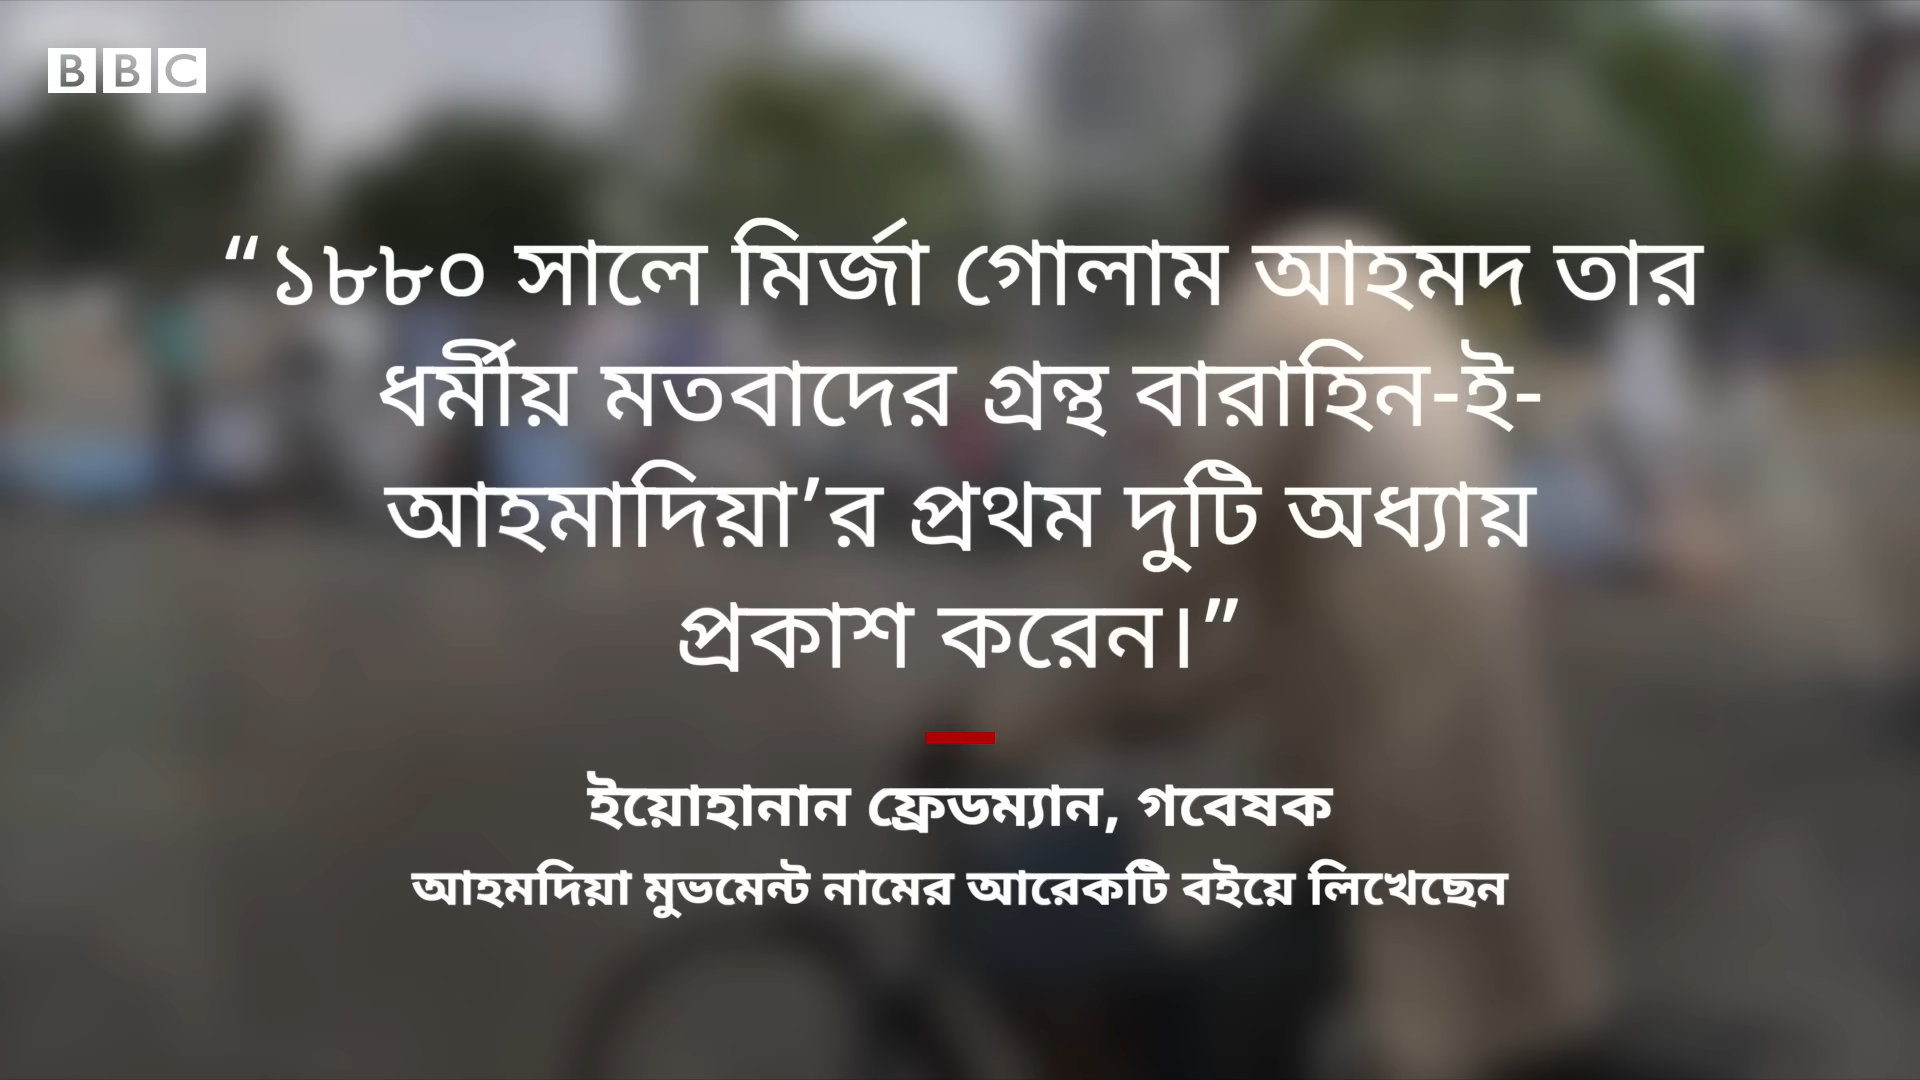 BBC
“১৮৮০ সালে মির্জা গোলাম আহমদ তার
ধর্মীয় মতবাদের গ্রন্থ বারাহিন-ই-
আহমাদিয়া’র প্রথম দুটি অধ্যায়
প্রকাশ করেন।”
ইয়োহানান ফ্রেডম্যান, গবেষক
আহমদিয়া মুভমেন্ট নামের আরেকটি বইয়ে লিখেছেন